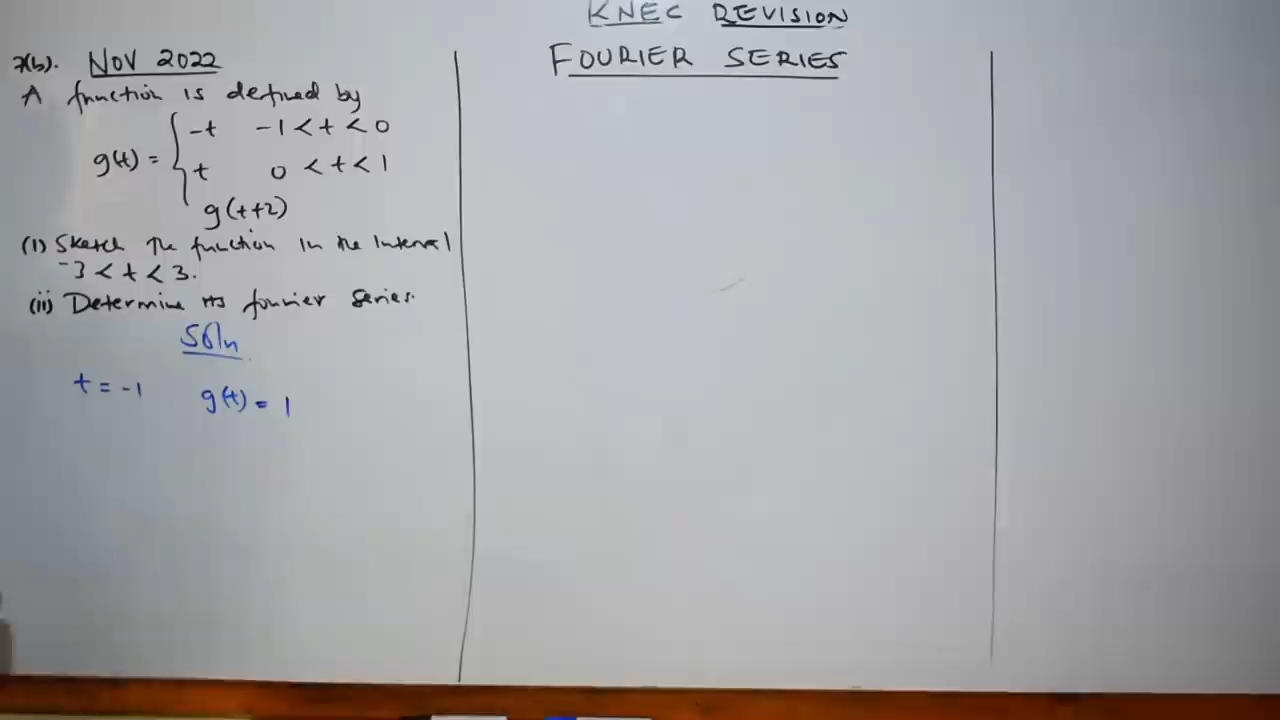 KNEC REVISION
FOURIER SERIES
7(b). NOV 2022
A function is defined by
g(t) = { -t -1 < t < 0
t 0 < t < 1
g(t+2)
(i) Sketch the function in the interval
-3 < t < 3.
(ii) Determine its fourier series.
Soln
t = -1 g(t) = 1